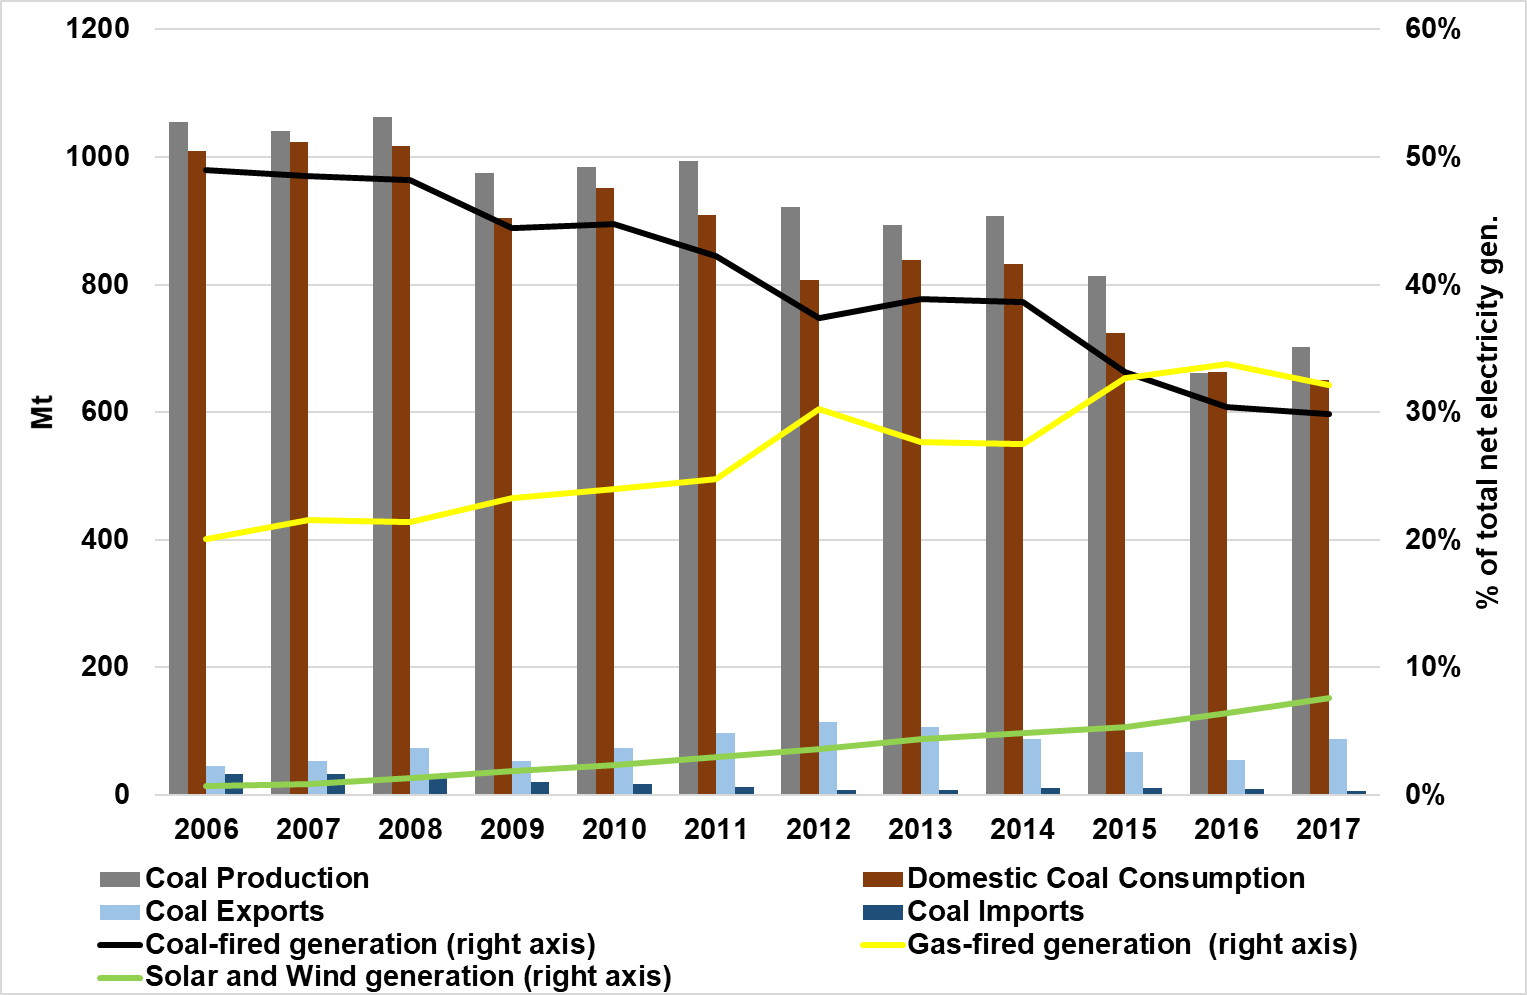 1200
1000
800
600
400
200
0
Mt
60%
50%
40%
30%
20%
10%
0%
% of total net electricity gen.
2006 2007 2008 2009 2010 2011 2012 2013 2014 2015 2016 2017
Coal Production
Domestic Coal Consumption
Coal Exports
Coal Imports
Coal-fired generation (right axis)
Gas-fired generation (right axis)
Solar and Wind generation (right axis)